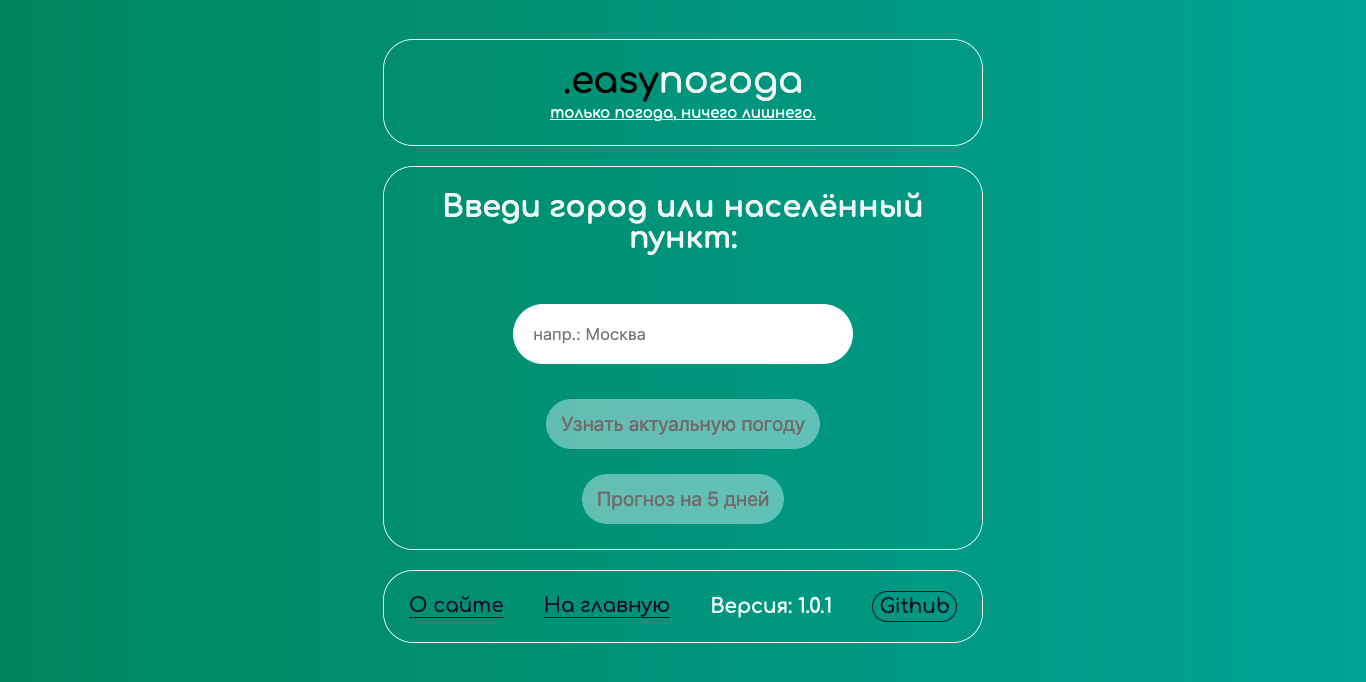 .easyпогода
только погода, ничего лишнего.
Введи город или населённый
пункт:
напр.: Москва
Узнать актуальную погоду
Прогноз на 5 дней
О сайте На главную Версия: 1.0.1 Github